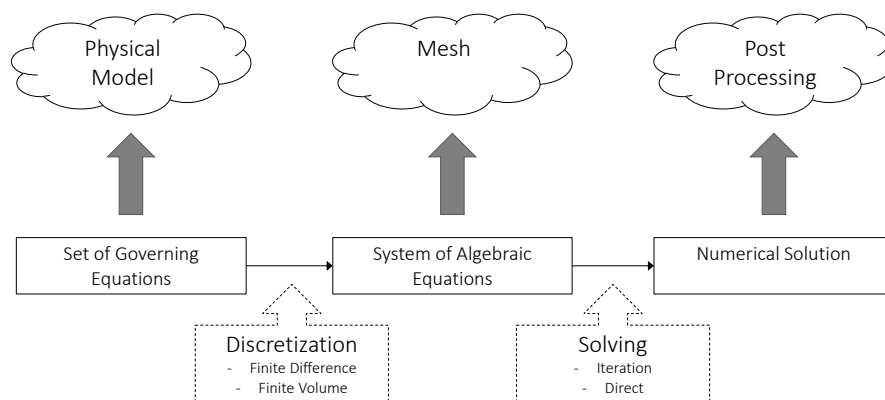 Physical
Model
Mesh
Post
Processing
Set of Governing
Equations
System of Algebraic
Equations
Numerical Solution
Discretization
- Finite Difference
- Finite Volume
Solving
- Iteration
- Direct